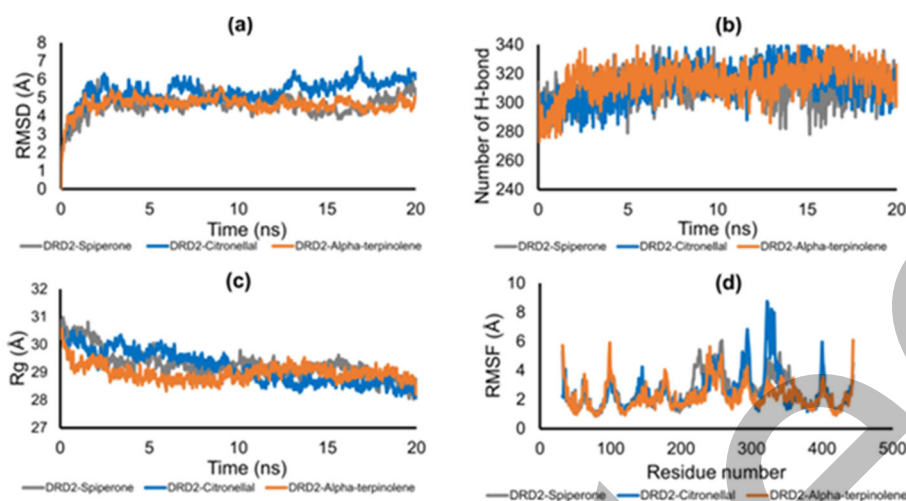 (a)
8
7
6
5
4
3
2
1
0
RMSD (Å)
0 5 10 15 20
Time (ns)
DRD2-Spiperone DRD2-Citronellal DRD2-Alpha-terpinolene
(b)
340
320
300
280
260
240
Number of H-bond
0 5 10 15 20
Time (ns)
DRD2-Spiperone DRD2-Citronellal DRD2-Alpha-terpinolene
(c)
32
31
30
29
28
27
Rg (Å)
0 5 10 15 20
Time (ns)
DRD2-Spiperone DRD2-Citronellal DRD2-Alpha-terpinolene
(d)
10
8
6
4
2
0
RMSF (Å)
0 100 200 300 400 500
Residue number
DRD2-Spiperone DRD2-Citronellal DRD2-Alpha-terpinolene